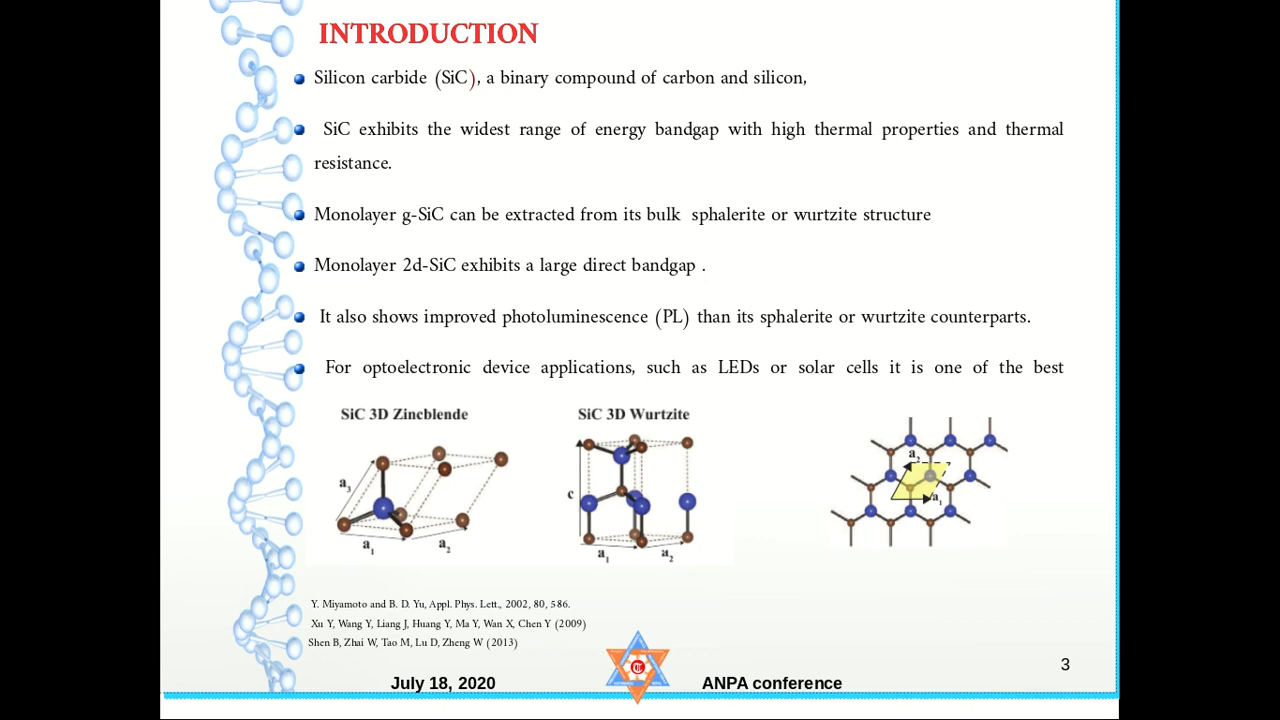 INTRODUCTION
Silicon carbide (SiC), a binary compound of carbon and silicon,
SiC exhibits the widest range of energy bandgap with high thermal properties and thermal
resistance.
Monolayer g-SiC can be extracted from its bulk sphalerite or wurtzite structure
Monolayer 2d-SiC exhibits a large direct bandgap .
It also shows improved photoluminescence (PL) than its sphalerite or wurtzite counterparts.
For optoelectronic device applications, such as LEDs or solar cells it is one of the best
SiC 3D Zincblende
SiC 3D Wurtzite
a3
a1
a2
c
a1
a2
a2
a1
Y. Miyamoto and B. D. Yu, Appl. Phys. Lett., 2002, 80, 586.
Xu Y, Wang Y, Liang J, Huang Y, Ma Y, Wan X, Chen Y (2009)
Shen B, Zhai W, Tao M, Lu D, Zheng W (2013)
3
July 18, 2020
ANPA conference